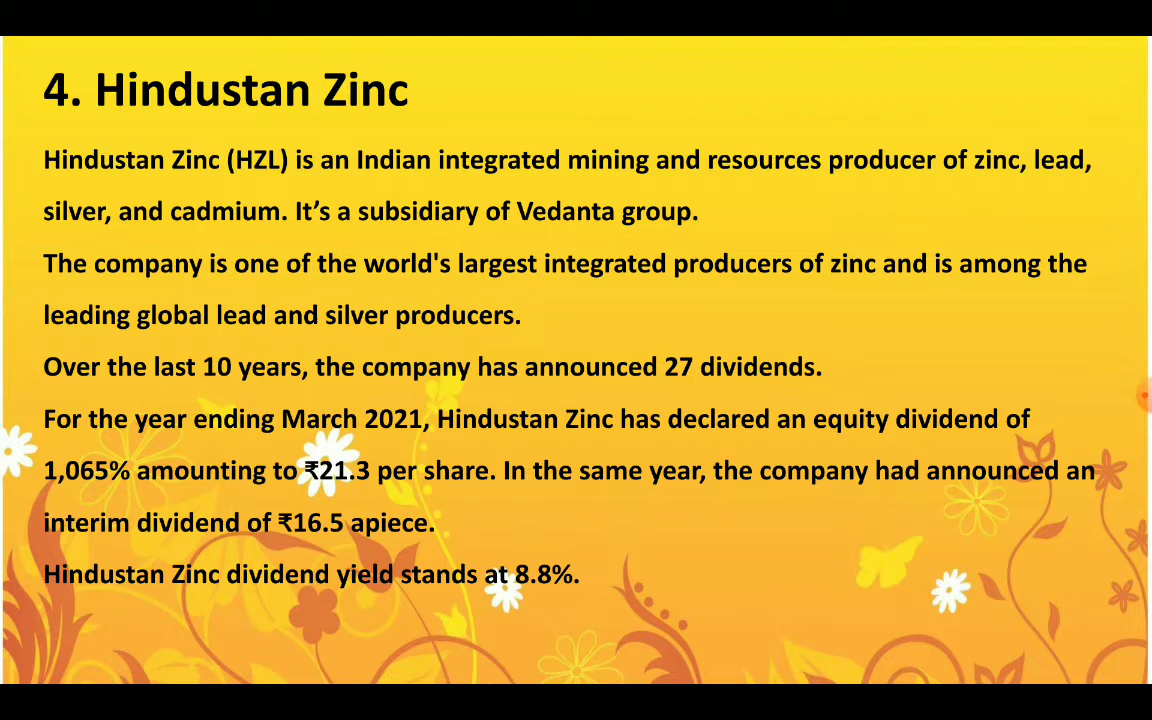 4. Hindustan Zinc
Hindustan Zinc (HZL) is an Indian integrated mining and resources producer of zinc, lead,
silver, and cadmium. It’s a subsidiary of Vedanta group.
The company is one of the world's largest integrated producers of zinc and is among the
leading global lead and silver producers.
Over the last 10 years, the company has announced 27 dividends.
For the year ending March 2021, Hindustan Zinc has declared an equity dividend of
1,065% amounting to ₹21.3 per share. In the same year, the company had announced an
interim dividend of ₹16.5 apiece.
Hindustan Zinc dividend yield stands at 8.8%.